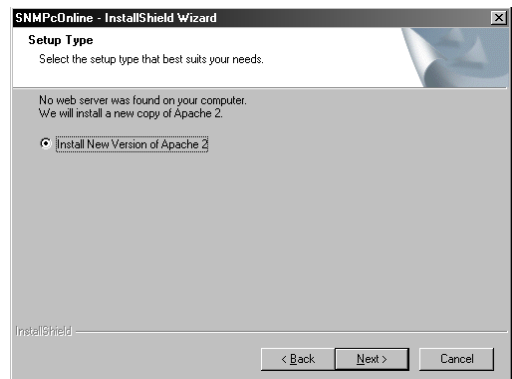 SNMPcOnline - InstallShield Wizard
Setup Type
Select the setup type that best suits your needs.
No web server was found on your computer.
We will install a new copy of Apache 2.
Install New Version of Apache 2
InstallShield
< Back
Next >
Cancel